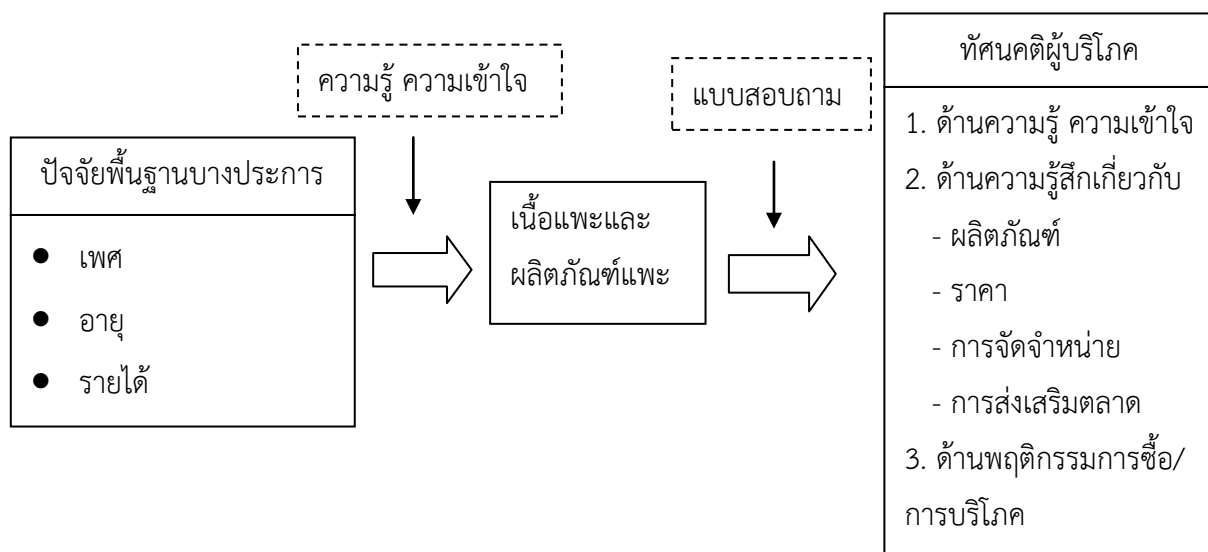 ความรู้ ความเข้าใจ
แบบสอบถาม
ปัจจัยพื้นฐานบางประการ
● เพศ
● อายุ
● รายได้
เนื้อแพะและ
ผลิตภัณฑ์แพะ
ทัศนคติผู้บริโภค
1. ด้านความรู้ ความเข้าใจ
2. ด้านความรู้สึกเกี่ยวกับ
- ผลิตภัณฑ์
- ราคา
- การจัดจำหน่าย
- การส่งเสริมตลาด
3. ด้านพฤติกรรมการซื้อ/
การบริโภค